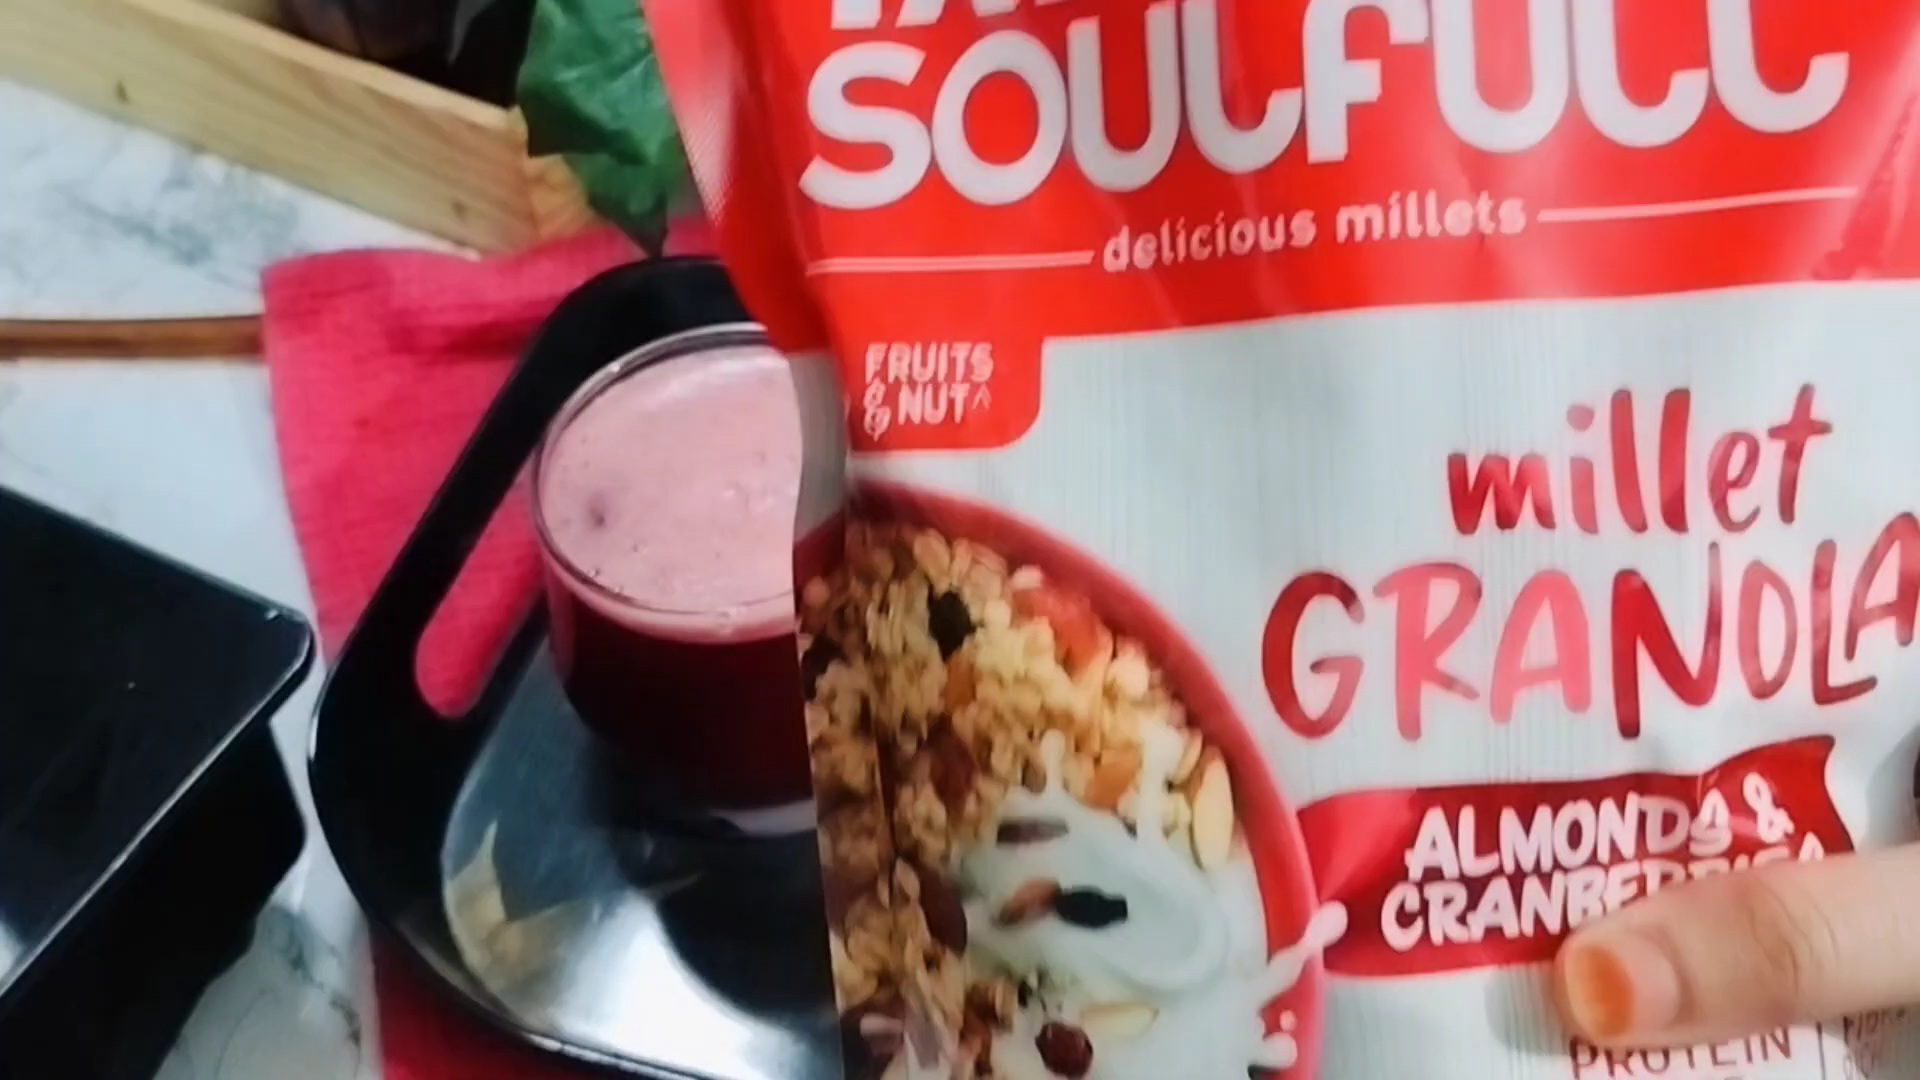 SOULFULL
delicious millets
FRUITS
& NUT^
millet
GRANOLA
ALMONDS &
PROTEIN